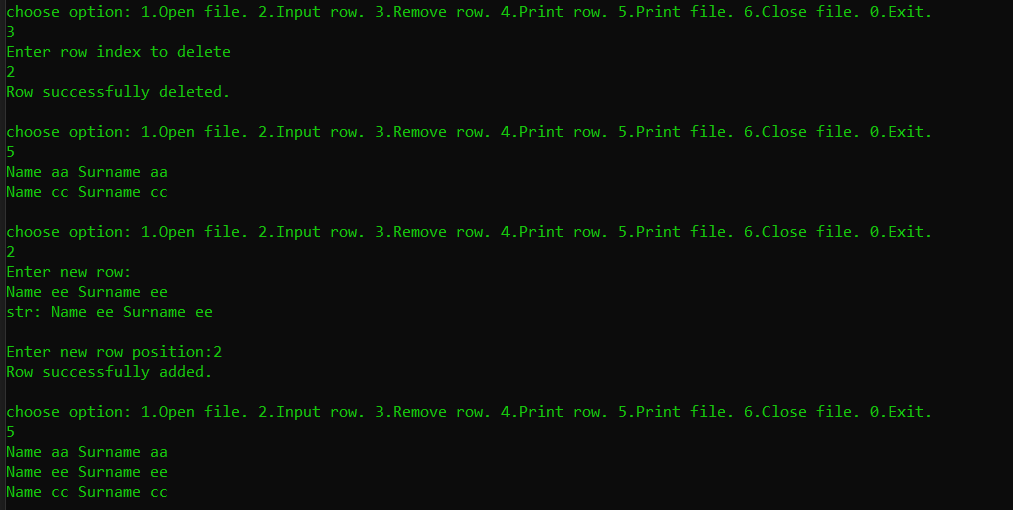 choose option: 1.Open file. 2.Input row. 3.Remove row. 4.Print row. 5.Print file. 6.Close file. 0.Exit.
3
Enter row index to delete
2
Row successfully deleted.
choose option: 1.Open file. 2.Input row. 3.Remove row. 4.Print row. 5.Print file. 6.Close file. 0.Exit.
5
Name aa Surname aa
Name cc Surname cc
choose option: 1.Open file. 2.Input row. 3.Remove row. 4.Print row. 5.Print file. 6.Close file. 0.Exit.
2
Enter new row:
Name ee Surname ee
str: Name ee Surname ee
Enter new row position:2
Row successfully added.
choose option: 1.Open file. 2.Input row. 3.Remove row. 4.Print row. 5.Print file. 6.Close file. 0.Exit.
5
Name aa Surname aa
Name ee Surname ee
Name cc Surname cc